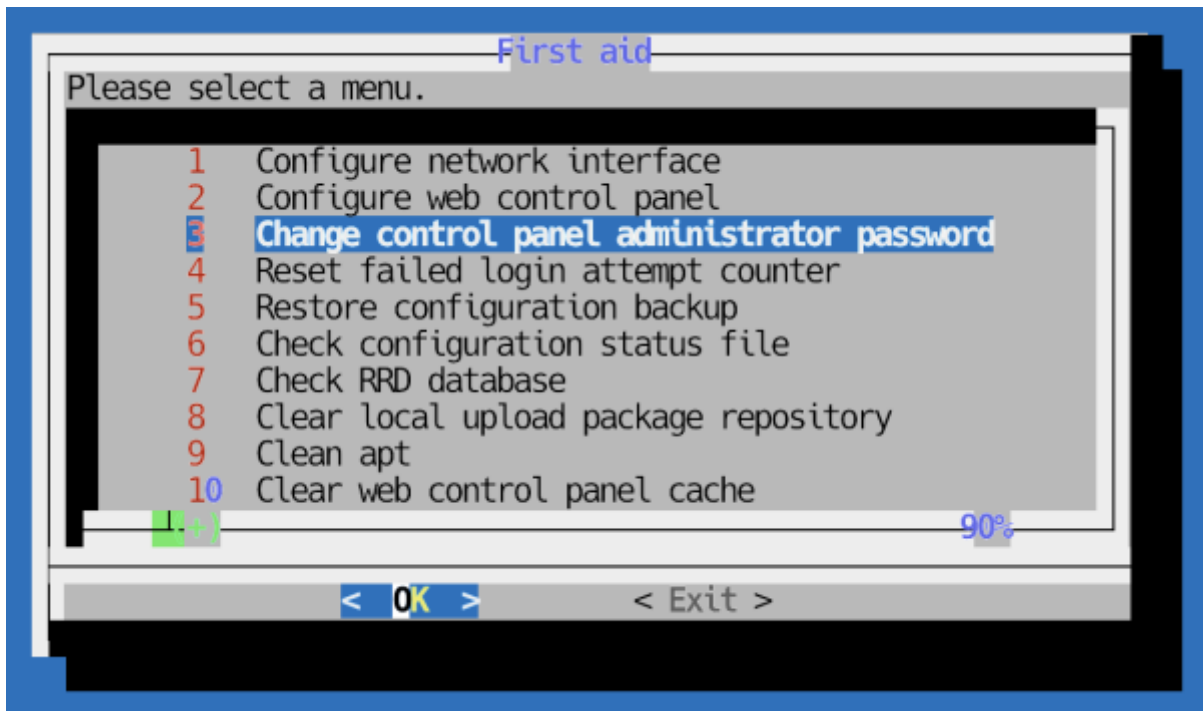 First aid
Please select a menu.
1 Configure network interface
2 Configure web control panel
3 Change control panel administrator password
4 Reset failed login attempt counter
5 Restore configuration backup
6 Check configuration status file
7 Check RRD database
8 Clear local upload package repository
9 Clean apt
10 Clear web control panel cache
(+) 90%
< OK > < Exit >